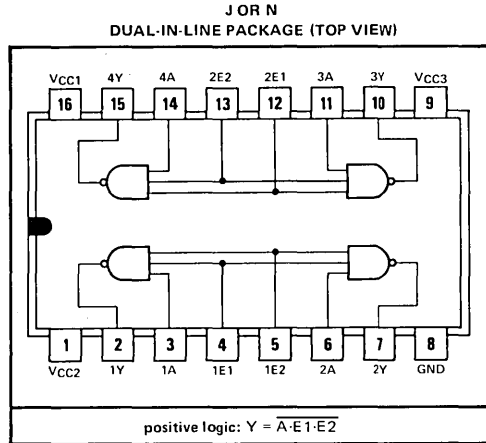 J OR N
DUAL-IN-LINE PACKAGE (TOP VIEW)
VCC1 4Y 4A 2E2 2E1 3A 3Y VCC3
16 15 14 13 12 11 10 9
1 2 3 4 5 6 7 8
VCC2 1Y 1A 1E1 1E2 2A 2Y GND
positive logic: Y = A·E1·E2